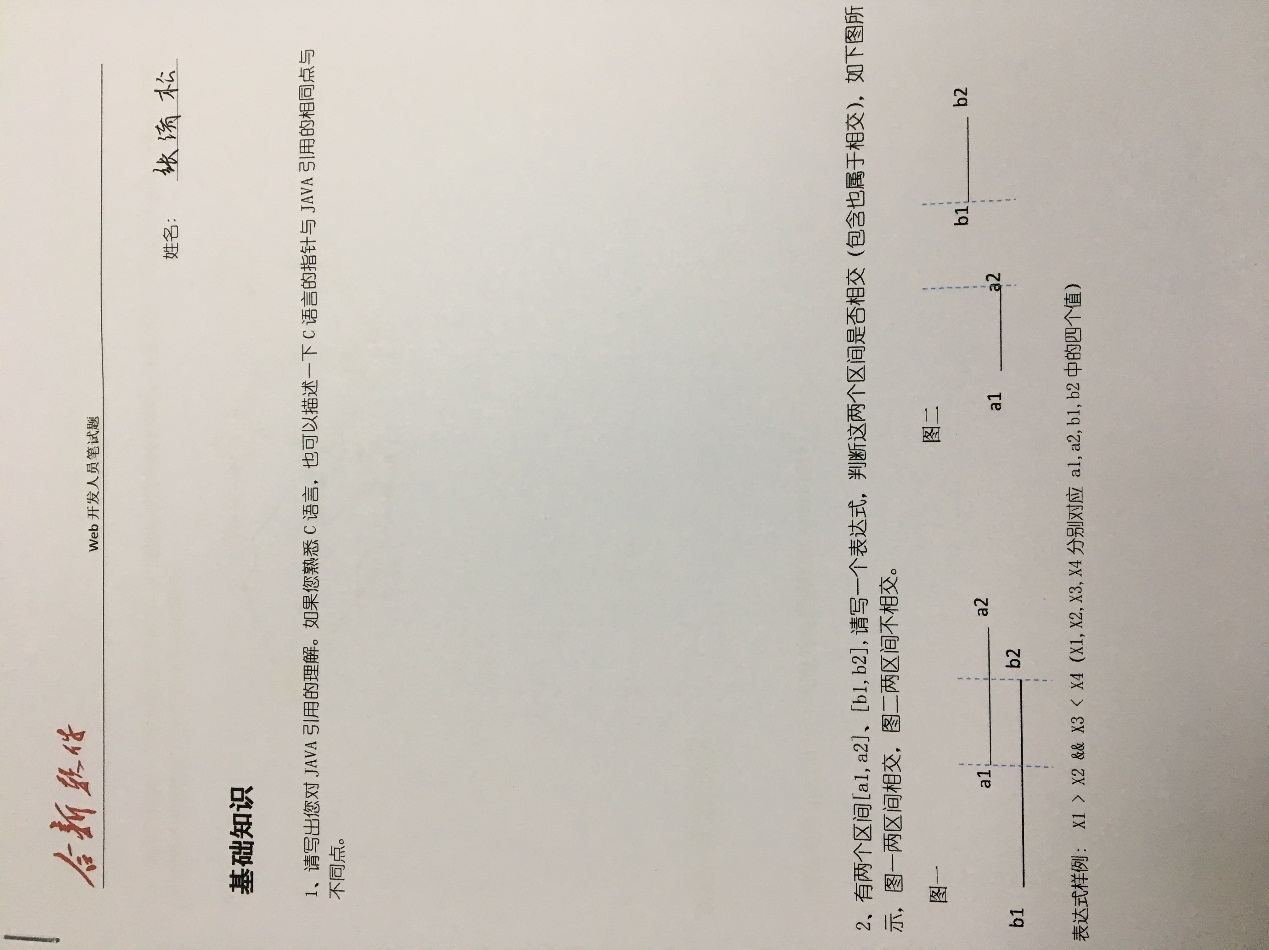 合新软件
Web 开发人员笔试题
姓名：
基础知识
1、请写出您对 JAVA 引用的理解。如果您熟悉 C 语言，也可以描述一下 C 语言的指针与 JAVA 引用的相同点与
不同点。
2、有两个区间[a1,a2]、[b1,b2],请写一个表达式，判断这两个区间是否相交（包含也属于相交），如下图所
示，图一两区间相交，图二两区间不相交。
图一
图二
a1 a2
b1 b2
b1 b2
a1 a2
表达式样例： X1 > X2 && X3 < X4（X1,X2,X3,X4 分别对应 a1,a2,b1,b2 中的四个值）